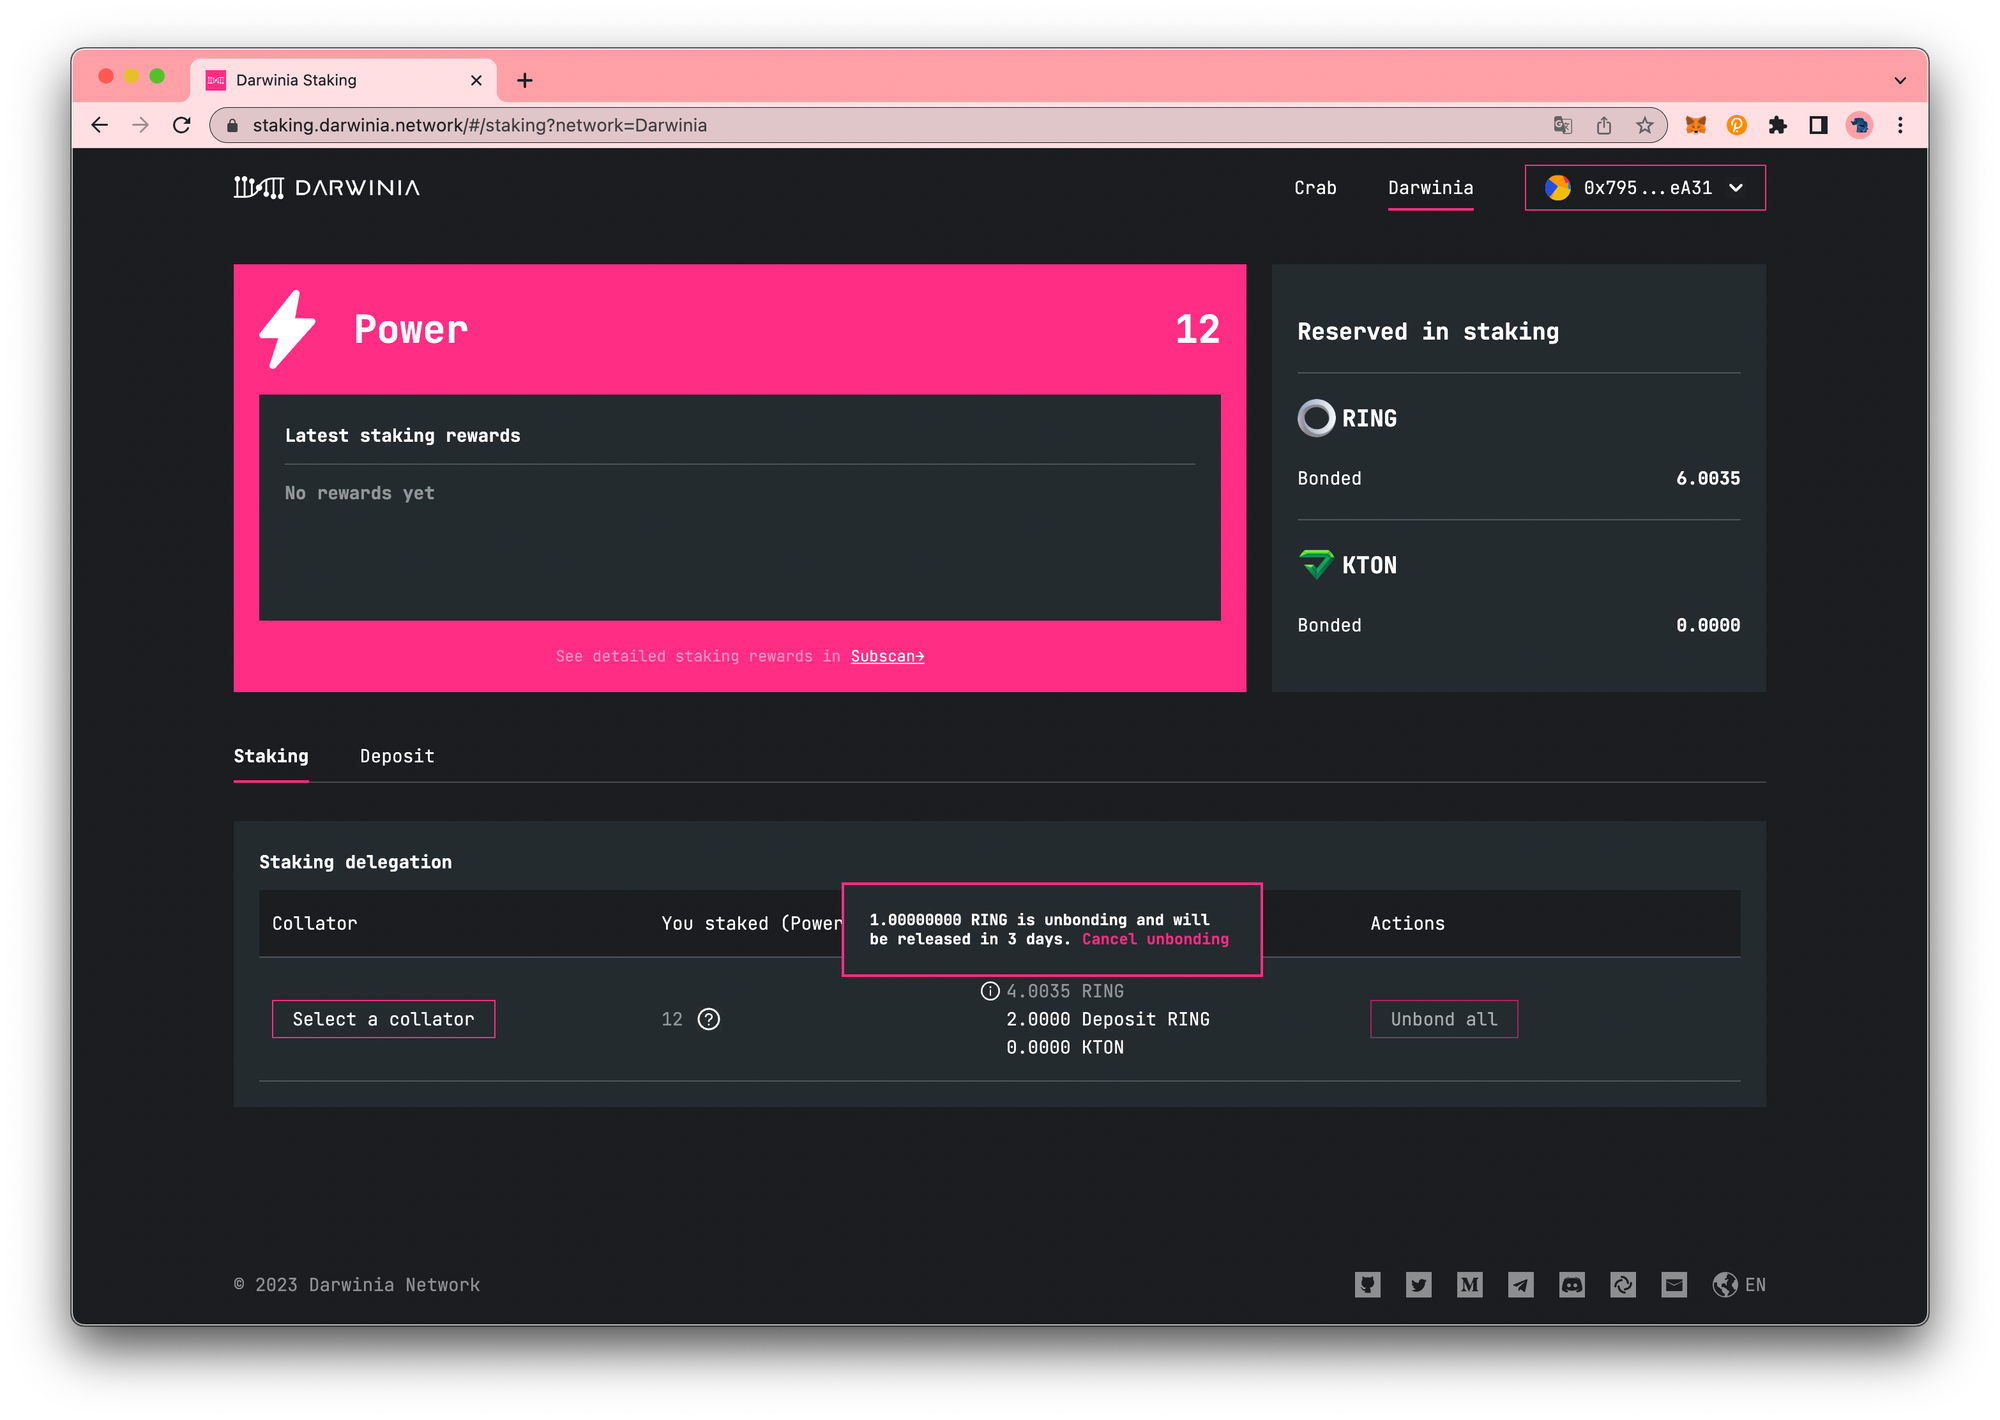 Darwinia Staking
staking.darwinia.network/#/staking?network=Darwinia
DARWINIA
Crab
Darwinia
0x795...eA31
Power
12
Latest staking rewards
No rewards yet
See detailed staking rewards in Subscan→
Reserved in staking
RING
Bonded
6.0035
KTON
Bonded
0.0000
Staking
Deposit
Staking delegation
Collator
You staked (Power
Actions
1.00000000 RING is unbonding and will
be released in 3 days. Cancel unbonding
Select a collator
12
4.0035 RING
2.0000 Deposit RING
0.0000 KTON
Unbond all
© 2023 Darwinia Network
EN